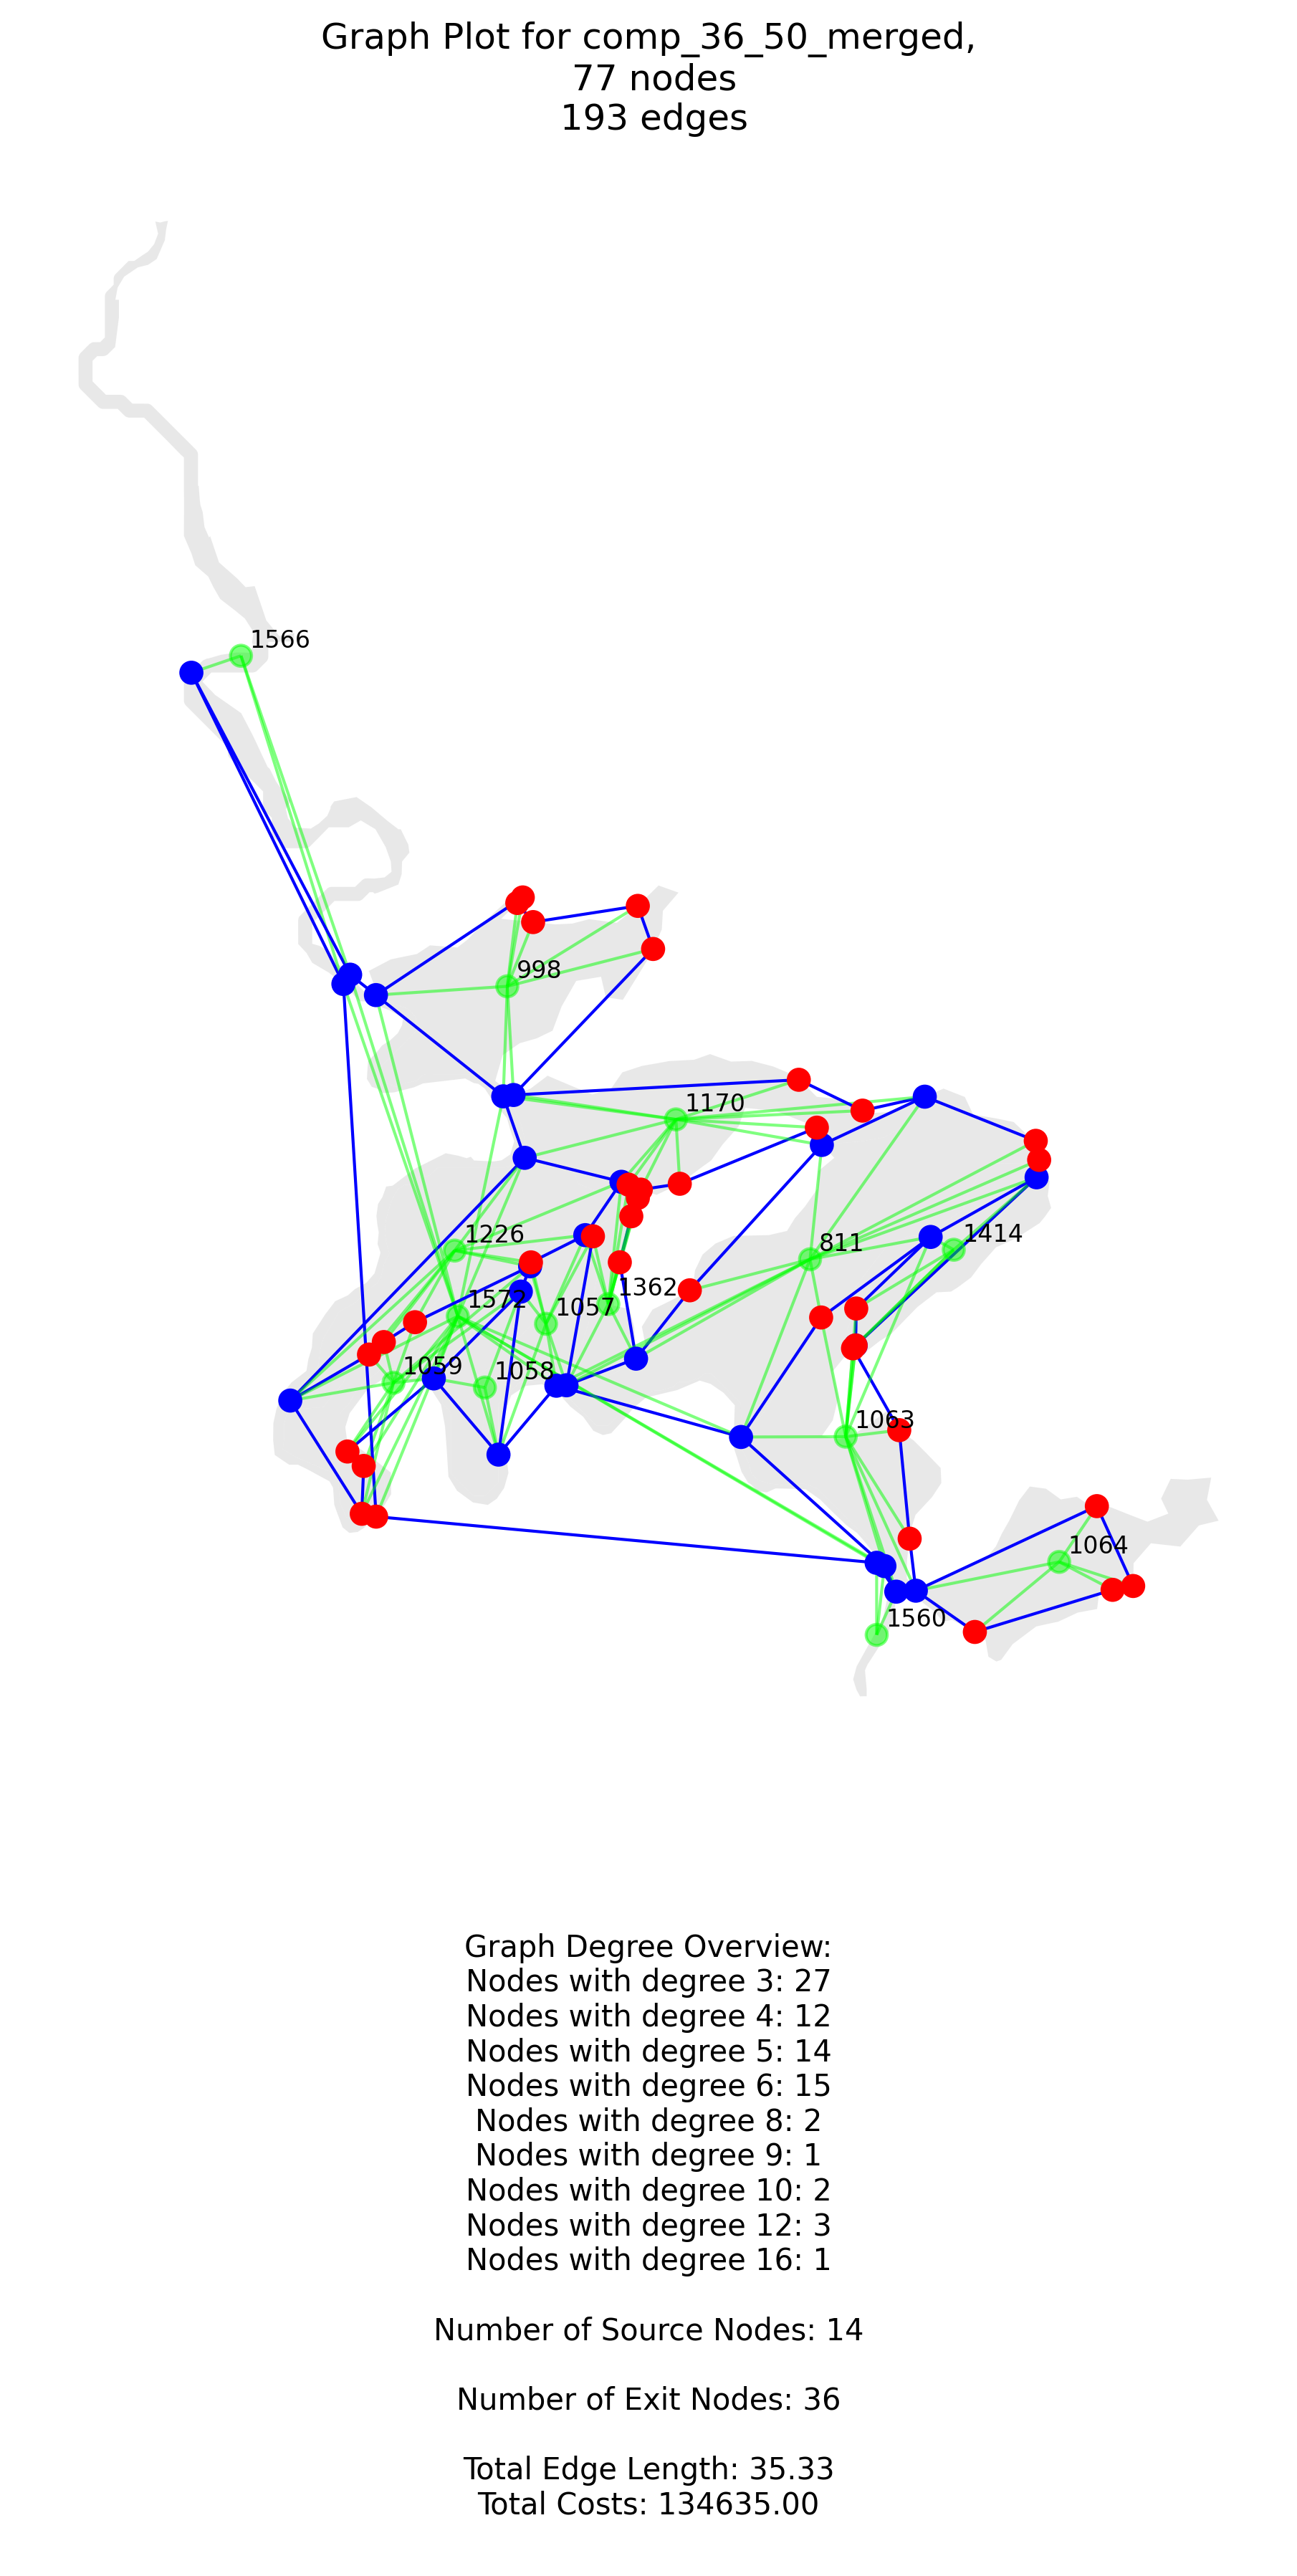 Graph Plot for comp_36_50_merged,
77 nodes
193 edges
1566
998
1170
1226
811
1414
1362
1572
1057
1059
1058
1063
1064
1560
Graph Degree Overview:
Nodes with degree 3: 27
Nodes with degree 4: 12
Nodes with degree 5: 14
Nodes with degree 6: 15
Nodes with degree 8: 2
Nodes with degree 9: 1
Nodes with degree 10: 2
Nodes with degree 12: 3
Nodes with degree 16: 1
Number of Source Nodes: 14
Number of Exit Nodes: 36
Total Edge Length: 35.33
Total Costs: 134635.00